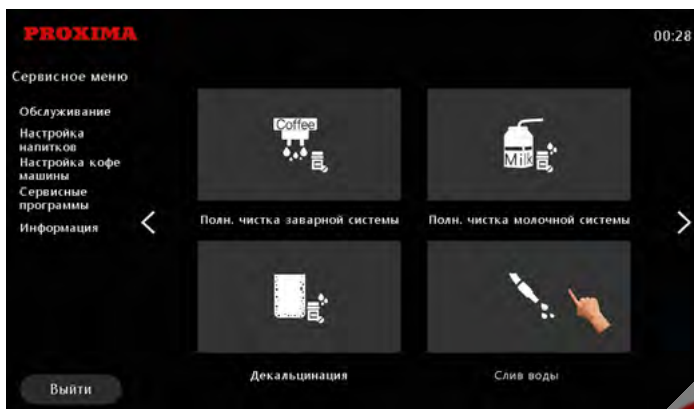 PROXIMA
00:28
Сервисное меню
Обслуживание
Настройка
напитков
Настройка кофе
машины
Сервисные
программы
Информация
Coffee
Milk
Полн. чистка заварной системы
Полн. чистка молочной системы
Декальцинация
Слив воды
Выйти